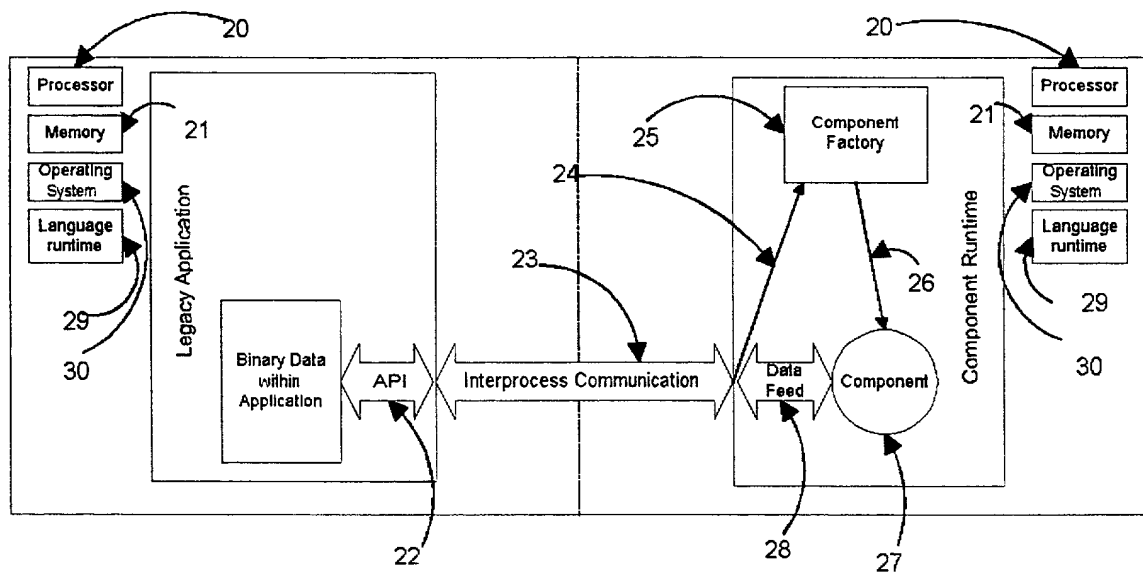 20
20
Processor
Memory
Operating
System
Language
runtime
21
29
30
Legacy Application
Binary Data
within
Application
API
22
23
Interprocess Communication
24
25
Component
Factory
26
Data
Feed
Component
28
27
Component Runtime
Processor
21
Memory
Operating
System
Language
runtime
29
30